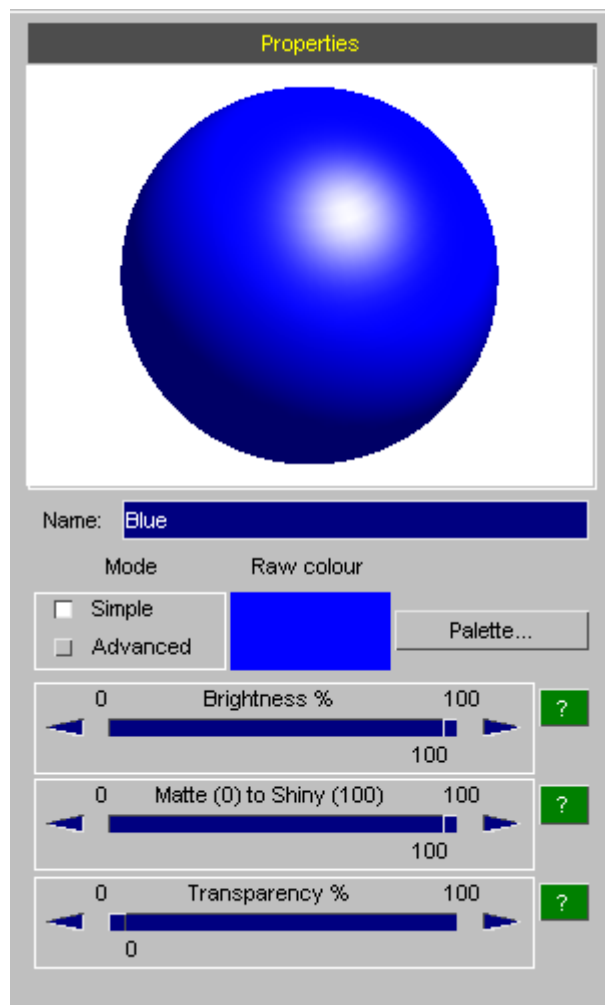 Properties
Name: Blue
Mode Raw colour
Simple
Advanced
Palette...
0 Brightness % 100
?
100
0 Matte (0) to Shiny (100) 100
?
100
0 Transparency % 100
?
0